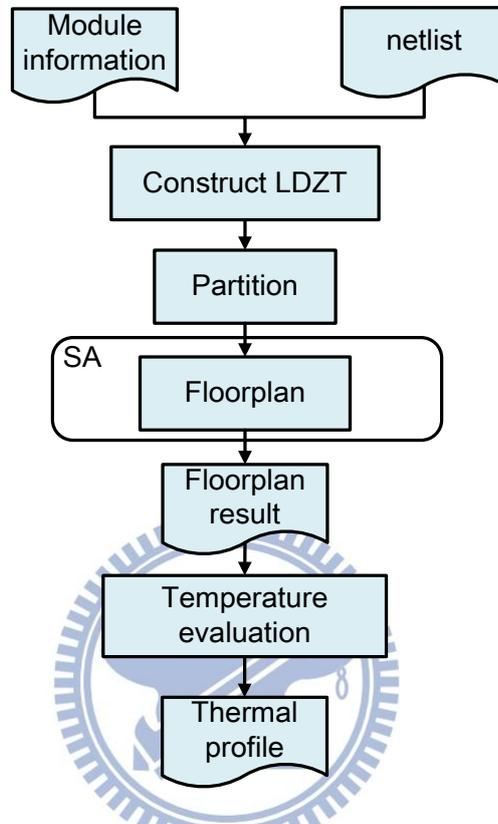 Module
information
netlist
Construct LDZT
Partition
SA
Floorplan
Floorplan
result
Temperature
evaluation
Thermal
profile